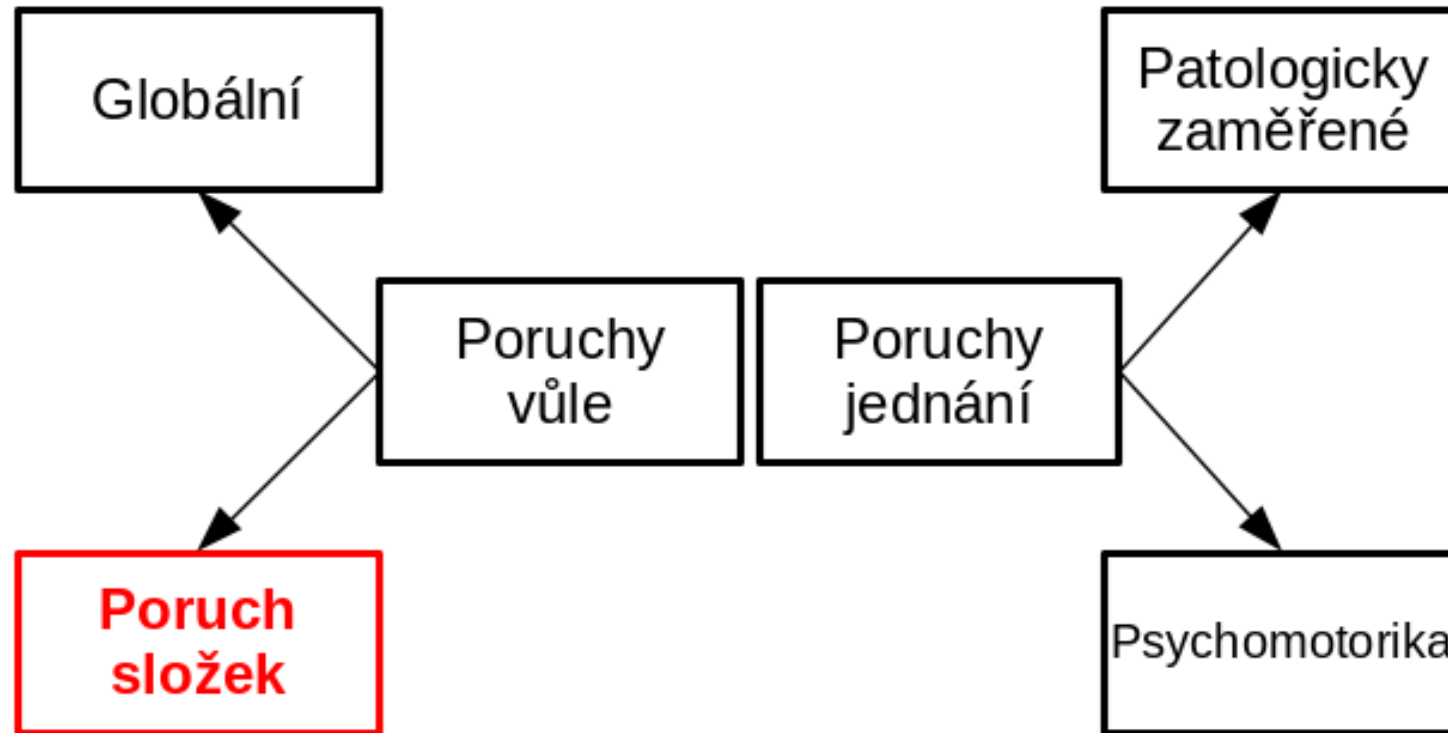 Globální
Patologicky
zaměřené
Poruchy
vůle
Poruchy
jednání
Poruch
složek
Psychomotorika